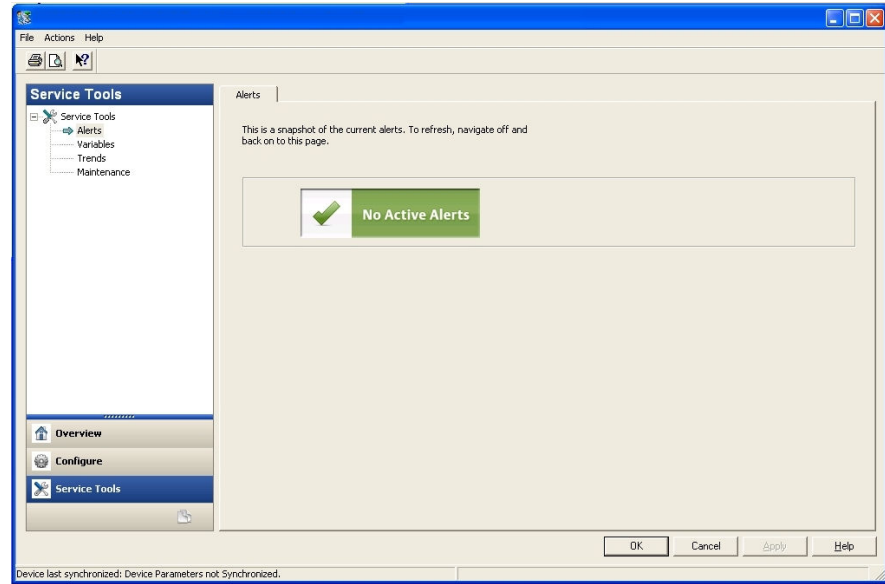 File Actions Help
Service Tools
Service Tools
Alerts
Variables
Trends
Maintenance
Overview
Configure
Service Tools
Alerts
This is a snapshot of the current alerts. To refresh, navigate off and
back on to this page.
No Active Alerts
OK Cancel Apply Help
Device last synchronized: Device Parameters not Synchronized.